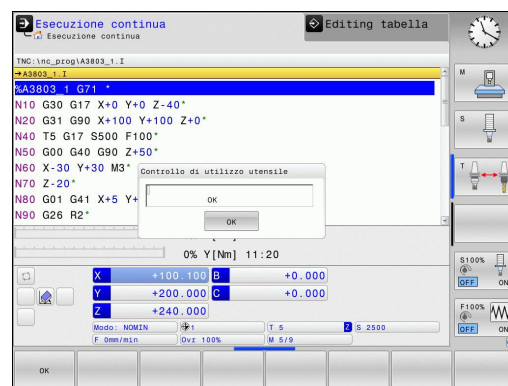 Esecuzione continua
Esecuzione continua
Editing tabella
TNC:\nc_prog\A3803_1.I
→A3803_1.I
%A3803_1 G71 *
N10 G30 G17 X+0 Y+0 Z-40*
N20 G31 G90 X+100 Y+100 Z+0*
N40 T5 G17 S500 F100*
N50 G00 G40 G90 Z+50*
N60 X-30 Y+30 M3*
N70 Z-20*
N80 G01 G41 X+5 Y+
N90 G26 R2*
Controllo di utilizzo utensile
OK
OK
0% Y[Nm] 11:20
X +100.100 B +0.000
Y +200.000 C +0.000
Z +240.000
Modo: NOMIN 1 T 5 Z S 2500
F 0mm/min Ovr 100% M 5/9
OK
M
S
T
S100%
OFF ON
F100%
OFF ON